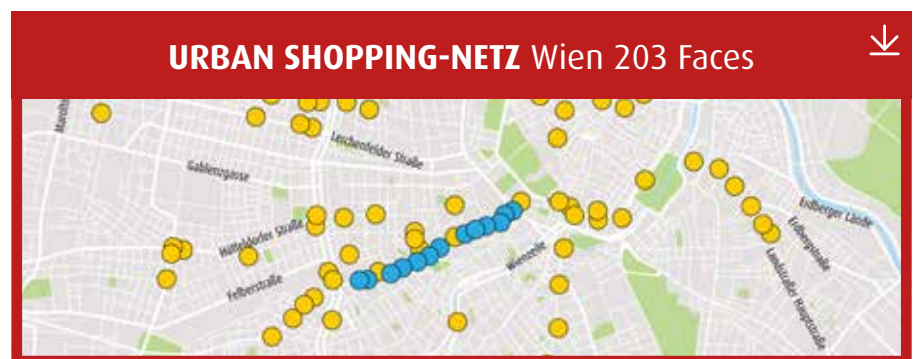 URBAN SHOPPING-NETZ Wien 203 Faces
Lerchenfelder Straße
Gablenzgasse
Hütteldorfer Straße
Felberstraße
Wienzeile
Erdberger Lände
Erdbergstraße
Landstraßer Hauptstraße